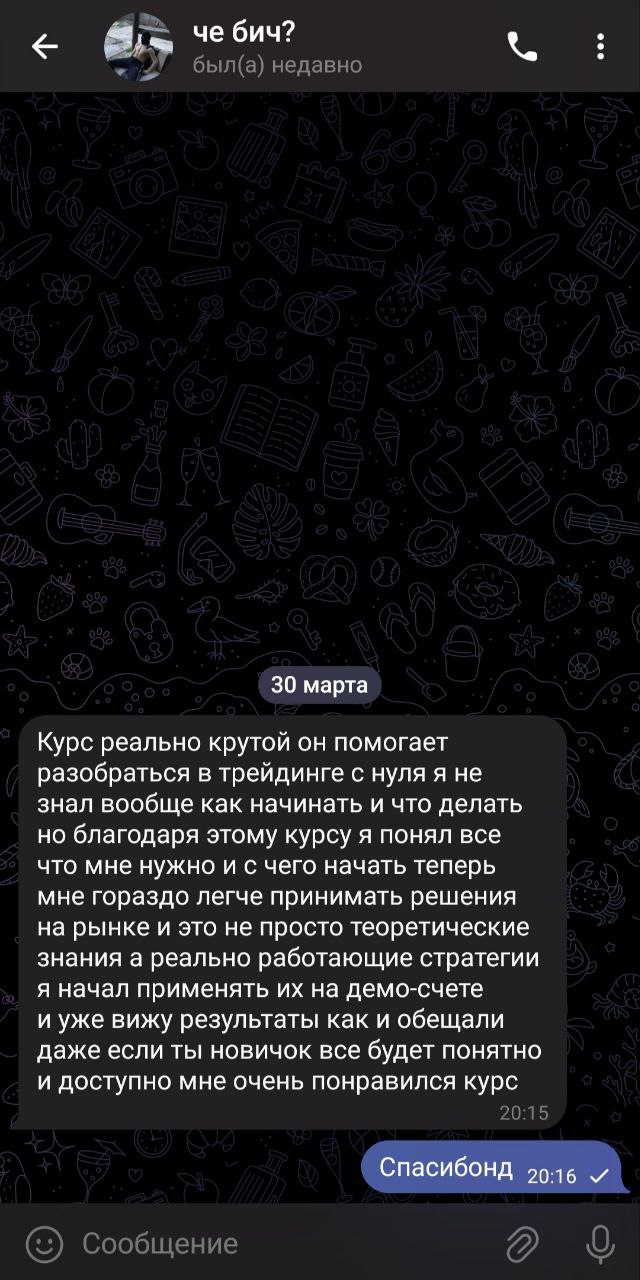 че бич?
был(а) недавно
YUM
31
30 марта
Курс реально крутой он помогает
разобраться в трейдинге с нуля я не
знал вообще как начинать и что делать
но благодаря этому курсу я понял все
что мне нужно и с чего начать теперь
мне гораздо легче принимать решения
на рынке и это не просто теоретические
знания а реально работающие стратегии
я начал применять их на демо-счете
и уже вижу результаты как и обещали
даже если ты новичок все будет понятно
и доступно мне очень понравился курс
20:15
Спасибонд 20:16
Сообщение